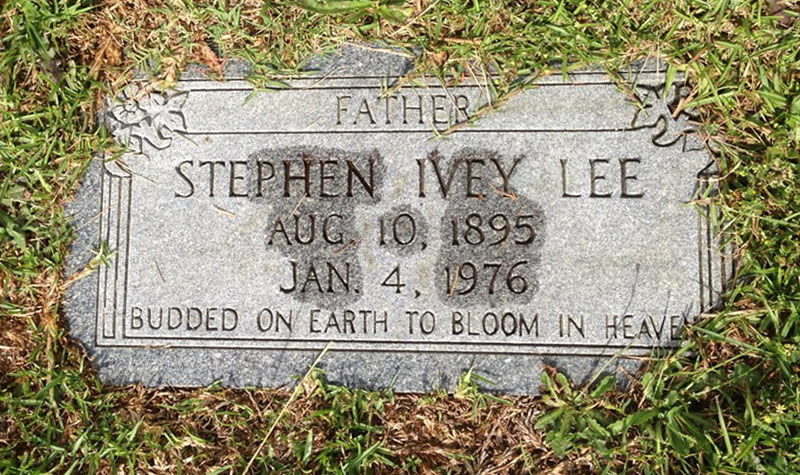 FATHER
STEPHEN IVEY LEE
AUG. 10, 1895
JAN. 4, 1976
BUDDED ON EARTH TO BLOOM IN HEAVEN